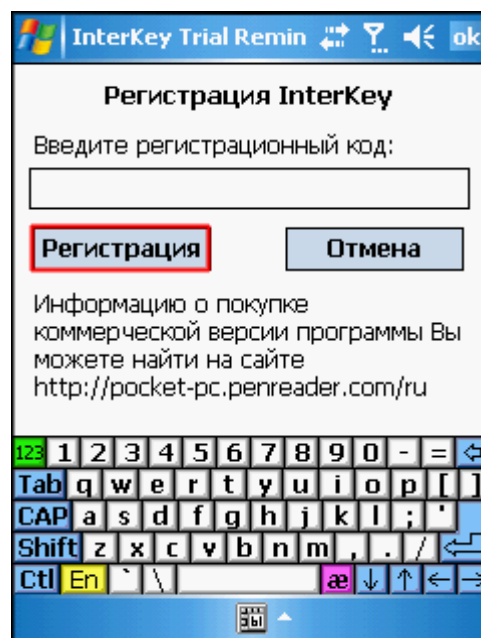 InterKey Trial Remin ok
Регистрация InterKey
Введите регистрационный код:
Регистрация Отмена
Информацию о покупке
коммерческой версии программы Вы
можете найти на сайте
http://pocket-pc.penreader.com/ru
123 1 2 3 4 5 6 7 8 9 0 - =
Tab q w e r t y u i o p [ ]
CAP a s d f g h j k l ; '
Shift z x c v b n m , . /
Ctl En ` \ æ ↓ ↑ ← →